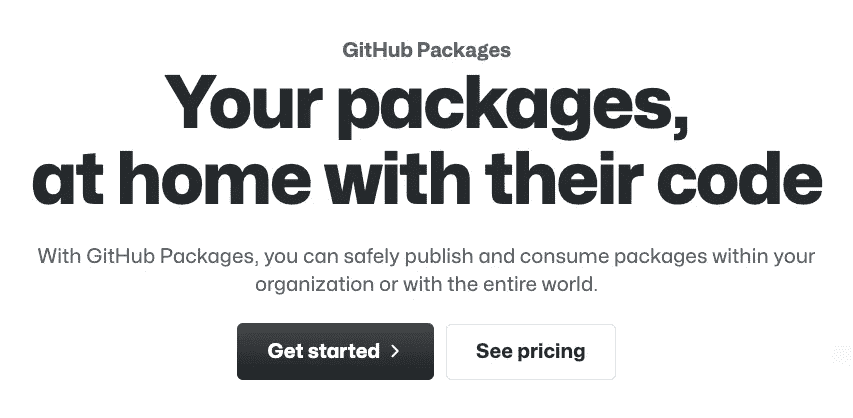 GitHub Packages
Your packages,
at home with their code
With GitHub Packages, you can safely publish and consume packages within your
organization or with the entire world.
Get started
See pricing